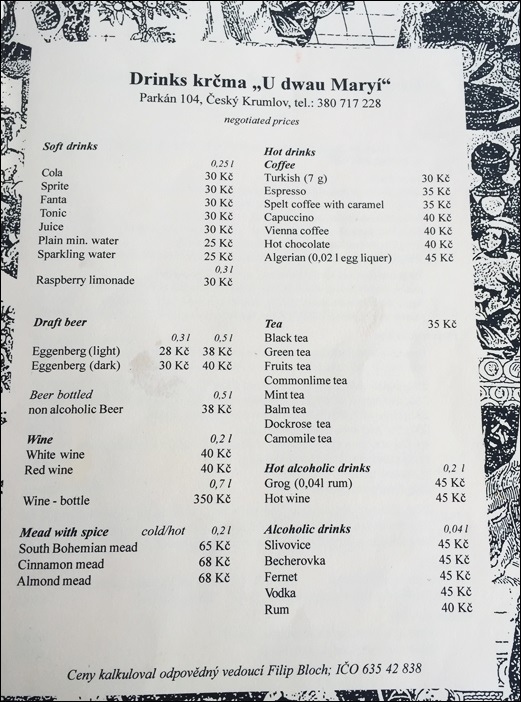 Drinks krčma „U dwau Maryí“
Parkán 104, Český Krumlov, tel.: 380 717 228
negotiated prices
Soft drinks
0,25 l
Cola 30 Kč
Sprite 30 Kč
Fanta 30 Kč
Tonic 30 Kč
Juice 30 Kč
Plain min. water 25 Kč
Sparkling water 25 Kč
0,3 l
Raspberry limonade 30 Kč
Draft beer
0,3 l 0,5 l
Eggenberg (light) 28 Kč 38 Kč
Eggenberg (dark) 30 Kč 40 Kč
Beer bottled 0,5 l
non alcoholic Beer 38 Kč
Wine 0,2 l
White wine 40 Kč
Red wine 40 Kč
0,7 l
Wine - bottle 350 Kč
Mead with spice cold/hot 0,2 l
South Bohemian mead 65 Kč
Cinnamon mead 68 Kč
Almond mead 68 Kč
Hot drinks
Coffee
Turkish (7 g) 30 Kč
Espresso 35 Kč
Spelt coffee with caramel 35 Kč
Capuccino 40 Kč
Vienna coffee 40 Kč
Hot chocolate 40 Kč
Algerian (0,02 l egg liquer) 45 Kč
Tea 35 Kč
Black tea
Green tea
Fruits tea
Commonlime tea
Mint tea
Balm tea
Dockrose tea
Camomile tea
Hot alcoholic drinks 0,2 l
Grog (0,04l rum) 45 Kč
Hot wine 45 Kč
Alcoholic drinks 0,04 l
Slivovice 45 Kč
Becherovka 45 Kč
Fernet 45 Kč
Vodka 45 Kč
Rum 40 Kč
Ceny kalkuloval odpovědný vedoucí Filip Bloch; IČO 635 42 838